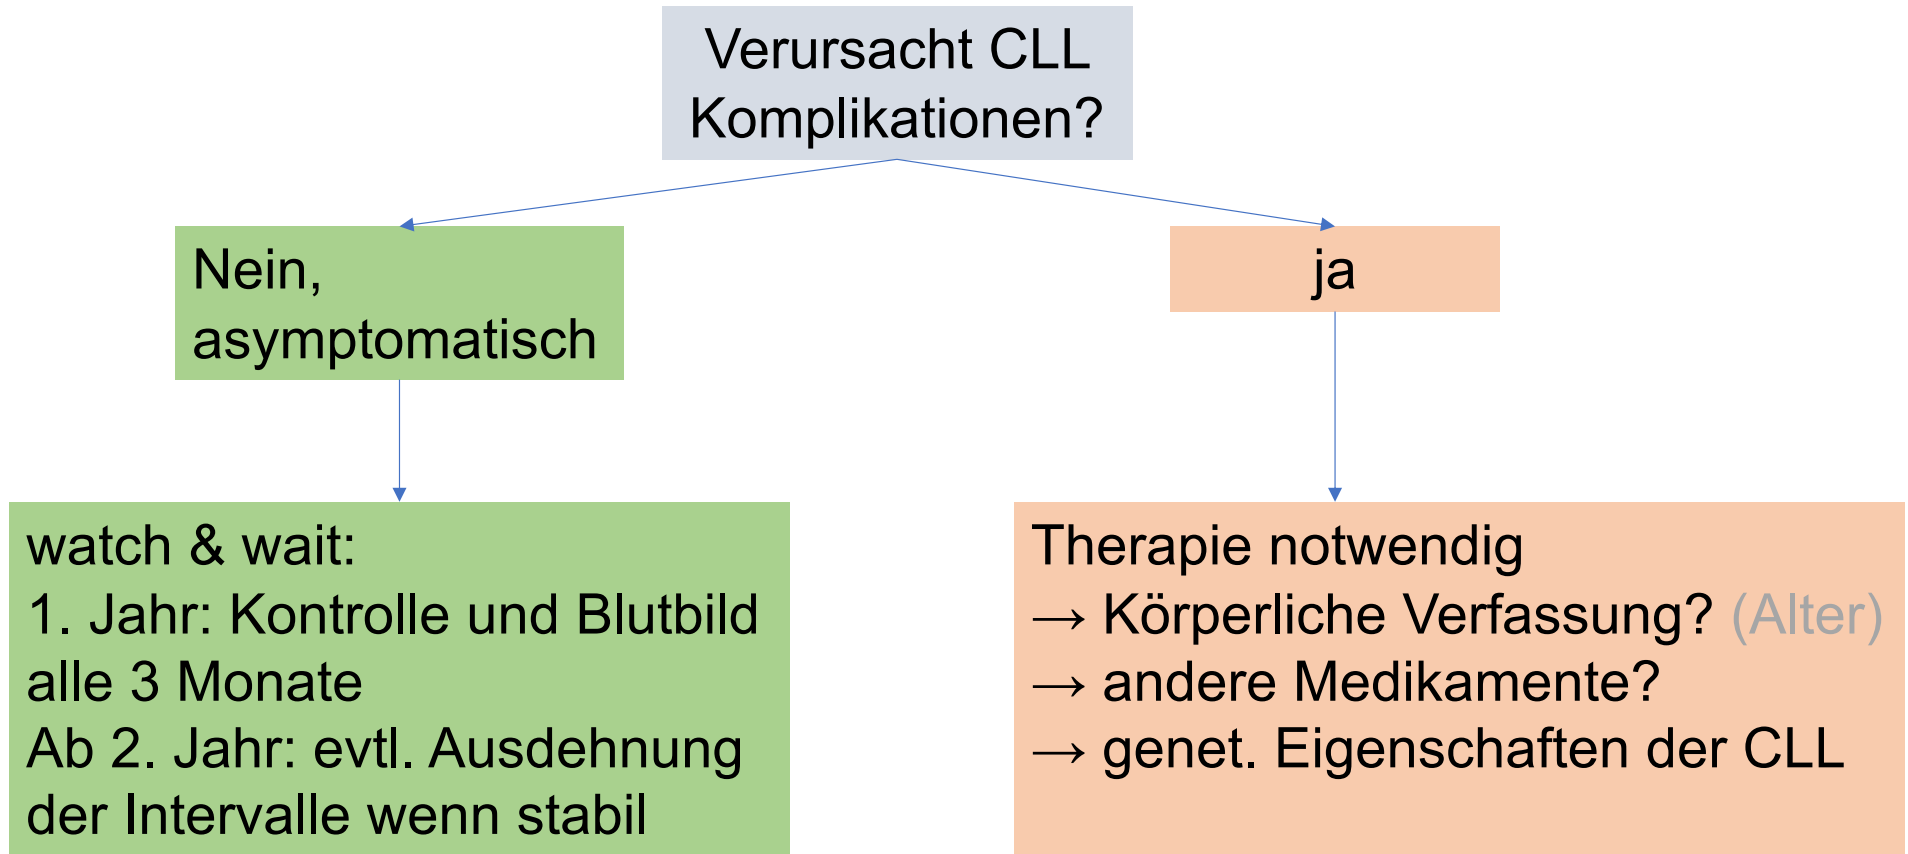 Verursacht CLL
Komplikationen?
Nein,
asymptomatisch
ja
watch & wait:
1. Jahr: Kontrolle und Blutbild
alle 3 Monate
Ab 2. Jahr: evtl. Ausdehnung
der Intervalle wenn stabil
Therapie notwendig
→ Körperliche Verfassung? (Alter)
→ andere Medikamente?
→ genet. Eigenschaften der CLL